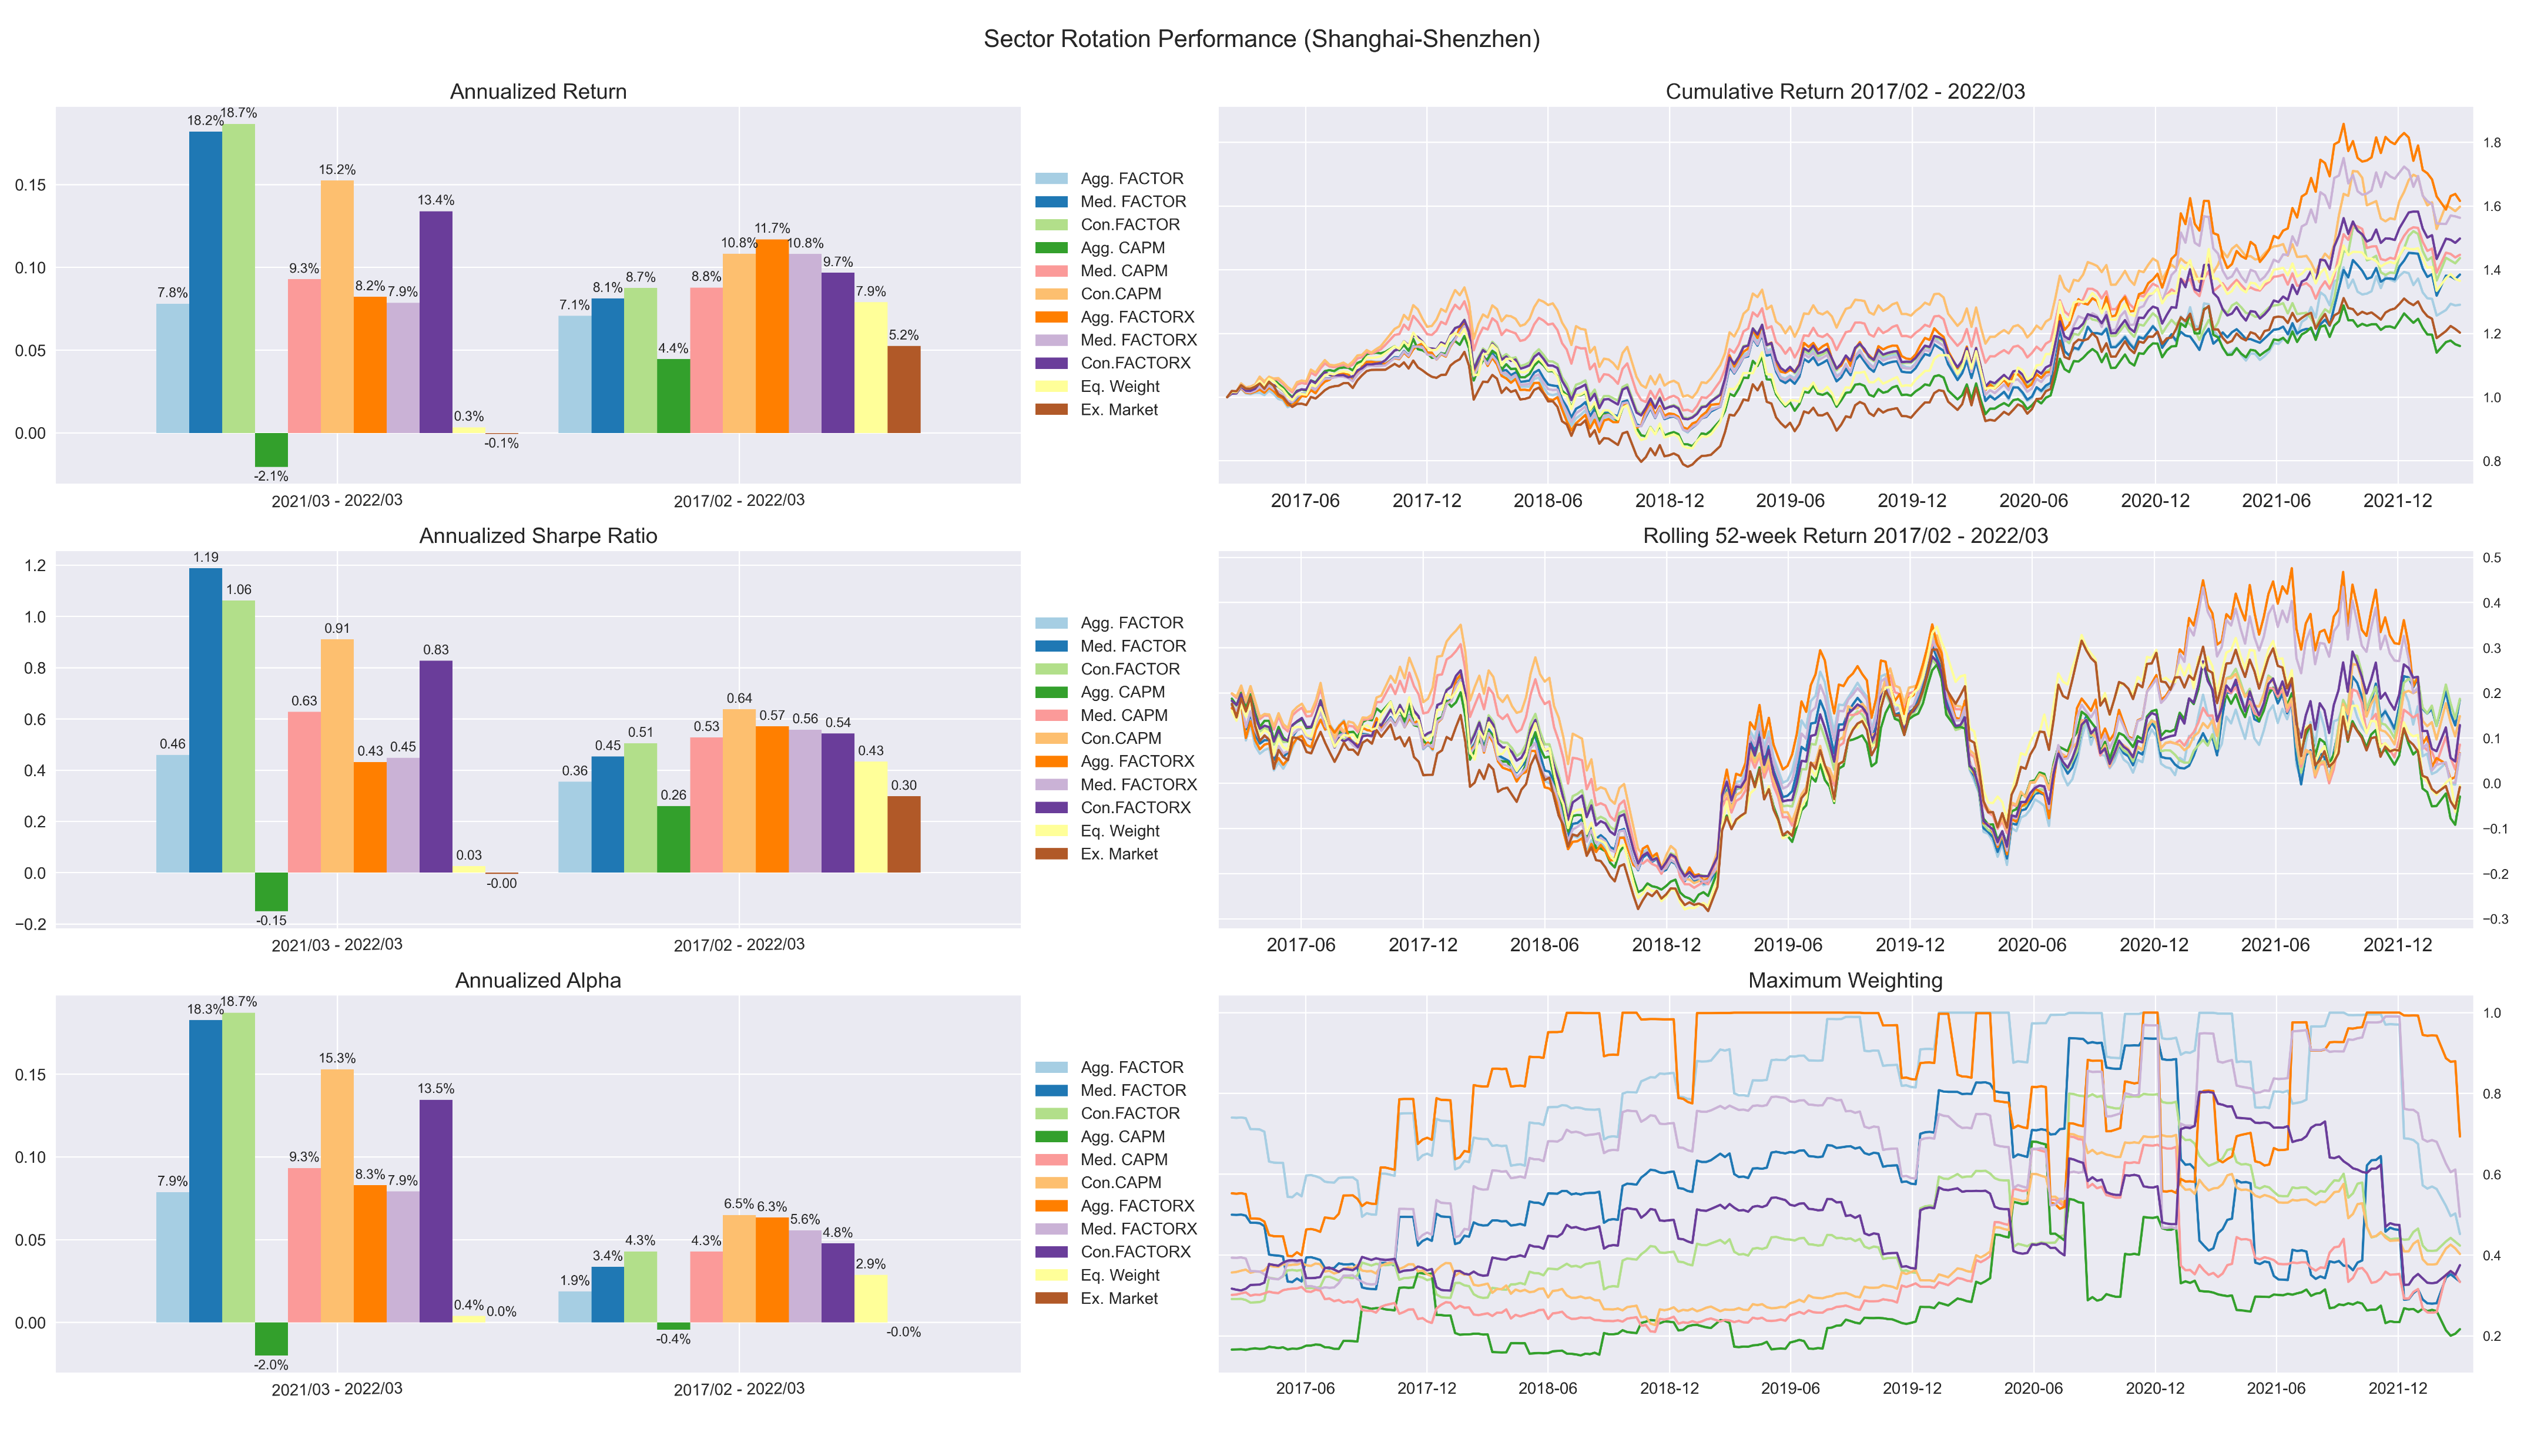 Sector Rotation Performance (Shanghai-Shenzhen)
Annualized Return
18.7%
18.2%
15.2%
13.4%
9.3%
8.2%
7.9%
7.8%
0.3%
-0.1%
-2.1%
11.7%
10.8%
10.8%
9.7%
8.8%
8.7%
8.1%
7.9%
7.1%
5.2%
4.4%
0.15
0.10
0.05
0.00
2021/03 - 2022/03
2017/02 - 2022/03
Agg. FACTOR
Med. FACTOR
Con.FACTOR
Agg. CAPM
Med. CAPM
Con.CAPM
Agg. FACTORX
Med. FACTORX
Con.FACTORX
Eq. Weight
Ex. Market
Cumulative Return 2017/02 - 2022/03
1.8
1.6
1.4
1.2
1.0
0.8
2017-06 2017-12 2018-06 2018-12 2019-06 2019-12 2020-06 2020-12 2021-06 2021-12
Annualized Sharpe Ratio
1.19
1.06
0.91
0.83
0.63
0.46
0.43
0.45
0.03
-0.00
-0.15
0.64
0.57
0.56
0.54
0.53
0.51
0.45
0.43
0.36
0.30
0.26
1.2
1.0
0.8
0.6
0.4
0.2
0.0
−0.2
2021/03 - 2022/03
2017/02 - 2022/03
Agg. FACTOR
Med. FACTOR
Con.FACTOR
Agg. CAPM
Med. CAPM
Con.CAPM
Agg. FACTORX
Med. FACTORX
Con.FACTORX
Eq. Weight
Ex. Market
Rolling 52-week Return 2017/02 - 2022/03
0.5
0.4
0.3
0.2
0.1
0.0
−0.1
−0.2
−0.3
2017-06 2017-12 2018-06 2018-12 2019-06 2019-12 2020-06 2020-12 2021-06 2021-12
Annualized Alpha
18.7%
18.3%
15.3%
13.5%
9.3%
8.3%
7.9%
7.9%
0.4%
0.0%
-2.0%
6.5%
6.3%
5.6%
4.8%
4.3%
4.3%
3.4%
2.9%
1.9%
-0.0%
-0.4%
0.15
0.10
0.05
0.00
2021/03 - 2022/03
2017/02 - 2022/03
Agg. FACTOR
Med. FACTOR
Con.FACTOR
Agg. CAPM
Med. CAPM
Con.CAPM
Agg. FACTORX
Med. FACTORX
Con.FACTORX
Eq. Weight
Ex. Market
Maximum Weighting
1.0
0.8
0.6
0.4
0.2
2017-06 2017-12 2018-06 2018-12 2019-06 2019-12 2020-06 2020-12 2021-06 2021-12